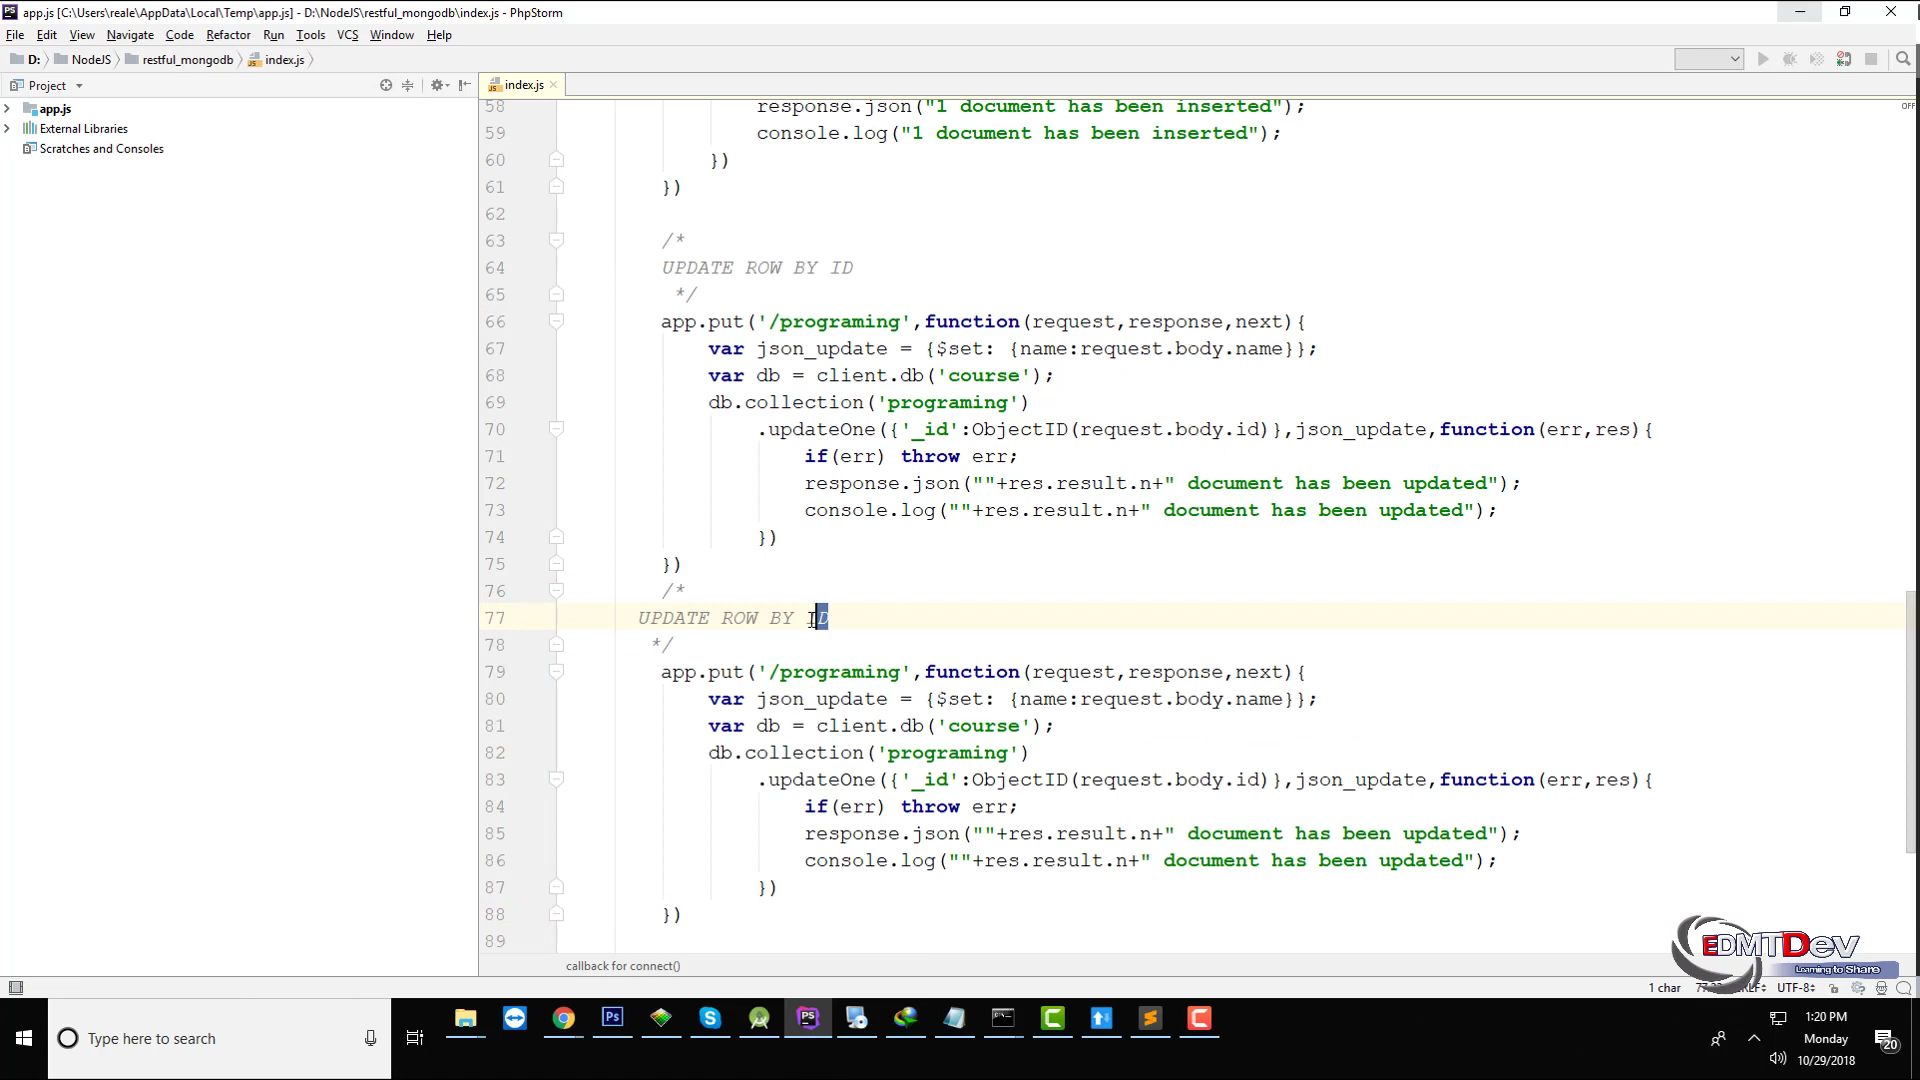 app.js [C:\Users\reale\AppData\Local\Temp\app.js] - D:\NodeJS\restful_mongodb\index.js - PhpStorm
File Edit View Navigate Code Refactor Run Tools VCS Window Help
D: NodeJS restful_mongodb index.js
Project
index.js
app.js
External Libraries
Scratches and Consoles
OFF
58 response.json("1 document has been inserted");
59 console.log("1 document has been inserted");
60 })
61 })
62
63 /*
64 UPDATE ROW BY ID
65 */
66 app.put('/programing',function(request,response,next){
67 var json_update = {$set: {name:request.body.name}};
68 var db = client.db('course');
69 db.collection('programing')
70 .updateOne({'_id':ObjectID(request.body.id)},json_update,function(err,res){
71 if(err) throw err;
72 response.json(""+res.result.n+" document has been updated");
73 console.log(""+res.result.n+" document has been updated");
74 })
75 })
76 /*
77 UPDATE ROW BY ID
78 */
79 app.put('/programing',function(request,response,next){
80 var json_update = {$set: {name:request.body.name}};
81 var db = client.db('course');
82 db.collection('programing')
83 .updateOne({'_id':ObjectID(request.body.id)},json_update,function(err,res){
84 if(err) throw err;
85 response.json(""+res.result.n+" document has been updated");
86 console.log(""+res.result.n+" document has been updated");
87 })
88 })
89
EDMTDev
Learning to Share
callback for connect()
1 char UTF-8
Type here to search
1:20 PM
Monday
10/29/2018
20